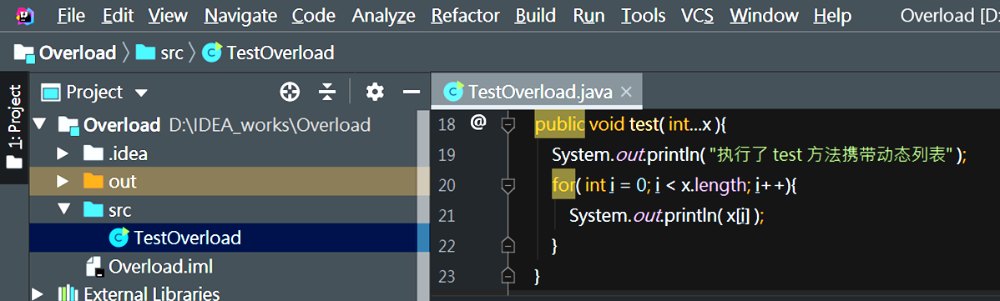 File Edit View Navigate Code Analyze Refactor Build Run Tools VCS Window Help Overload [D:
Overload src TestOverload
1: Project
Project
Overload D:\IDEA_works\Overload
.idea
out
src
TestOverload
Overload.iml
External Libraries
TestOverload.java
18 @ public void test( int...x ){
19 System.out.println( "执行了 test 方法携带动态列表" );
20 for( int i = 0; i < x.length; i++){
21 System.out.println( x[i] );
22 }
23 }